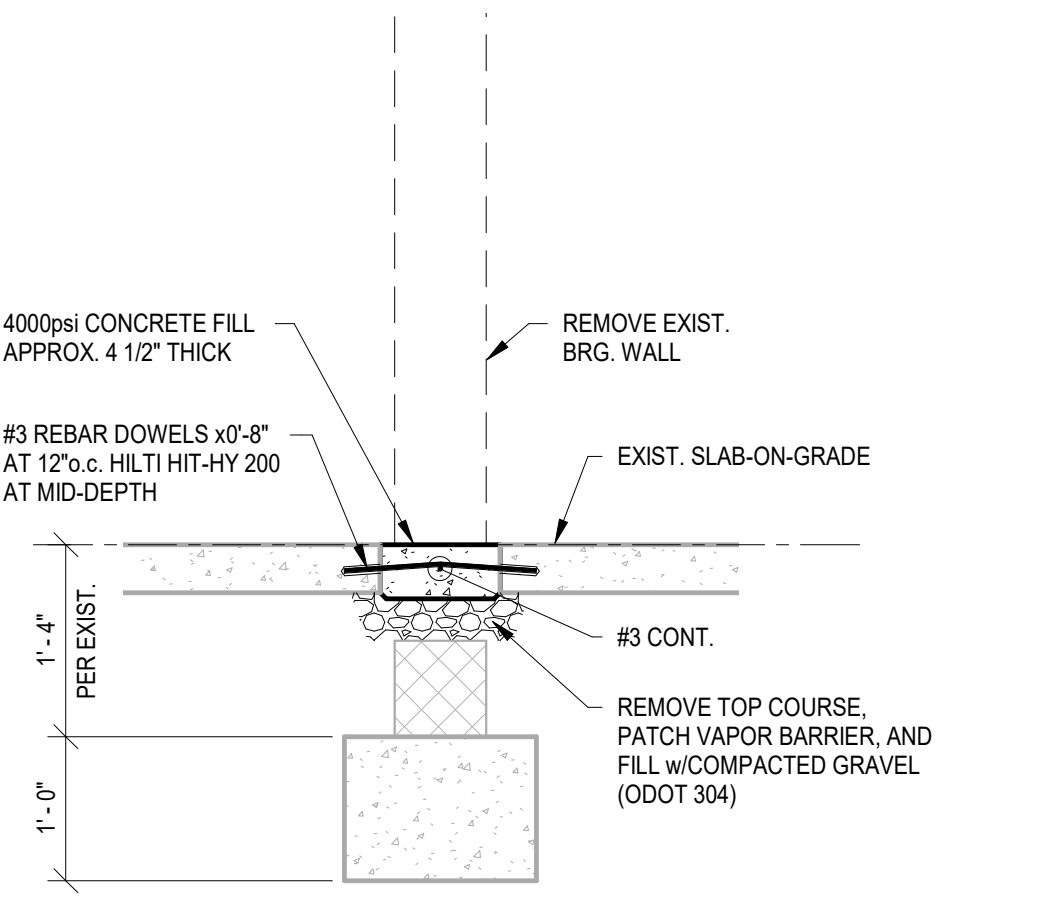 4000psi CONCRETE FILL
APPROX. 4 1/2" THICK
REMOVE EXIST.
BRG. WALL
#3 REBAR DOWELS x0'-8"
AT 12"o.c. HILTI HIT-HY 200
AT MID-DEPTH
EXIST. SLAB-ON-GRADE
1' - 4"
PER EXIST.
#3 CONT.
REMOVE TOP COURSE,
PATCH VAPOR BARRIER, AND
FILL w/COMPACTED GRAVEL
(ODOT 304)
1' - 0"